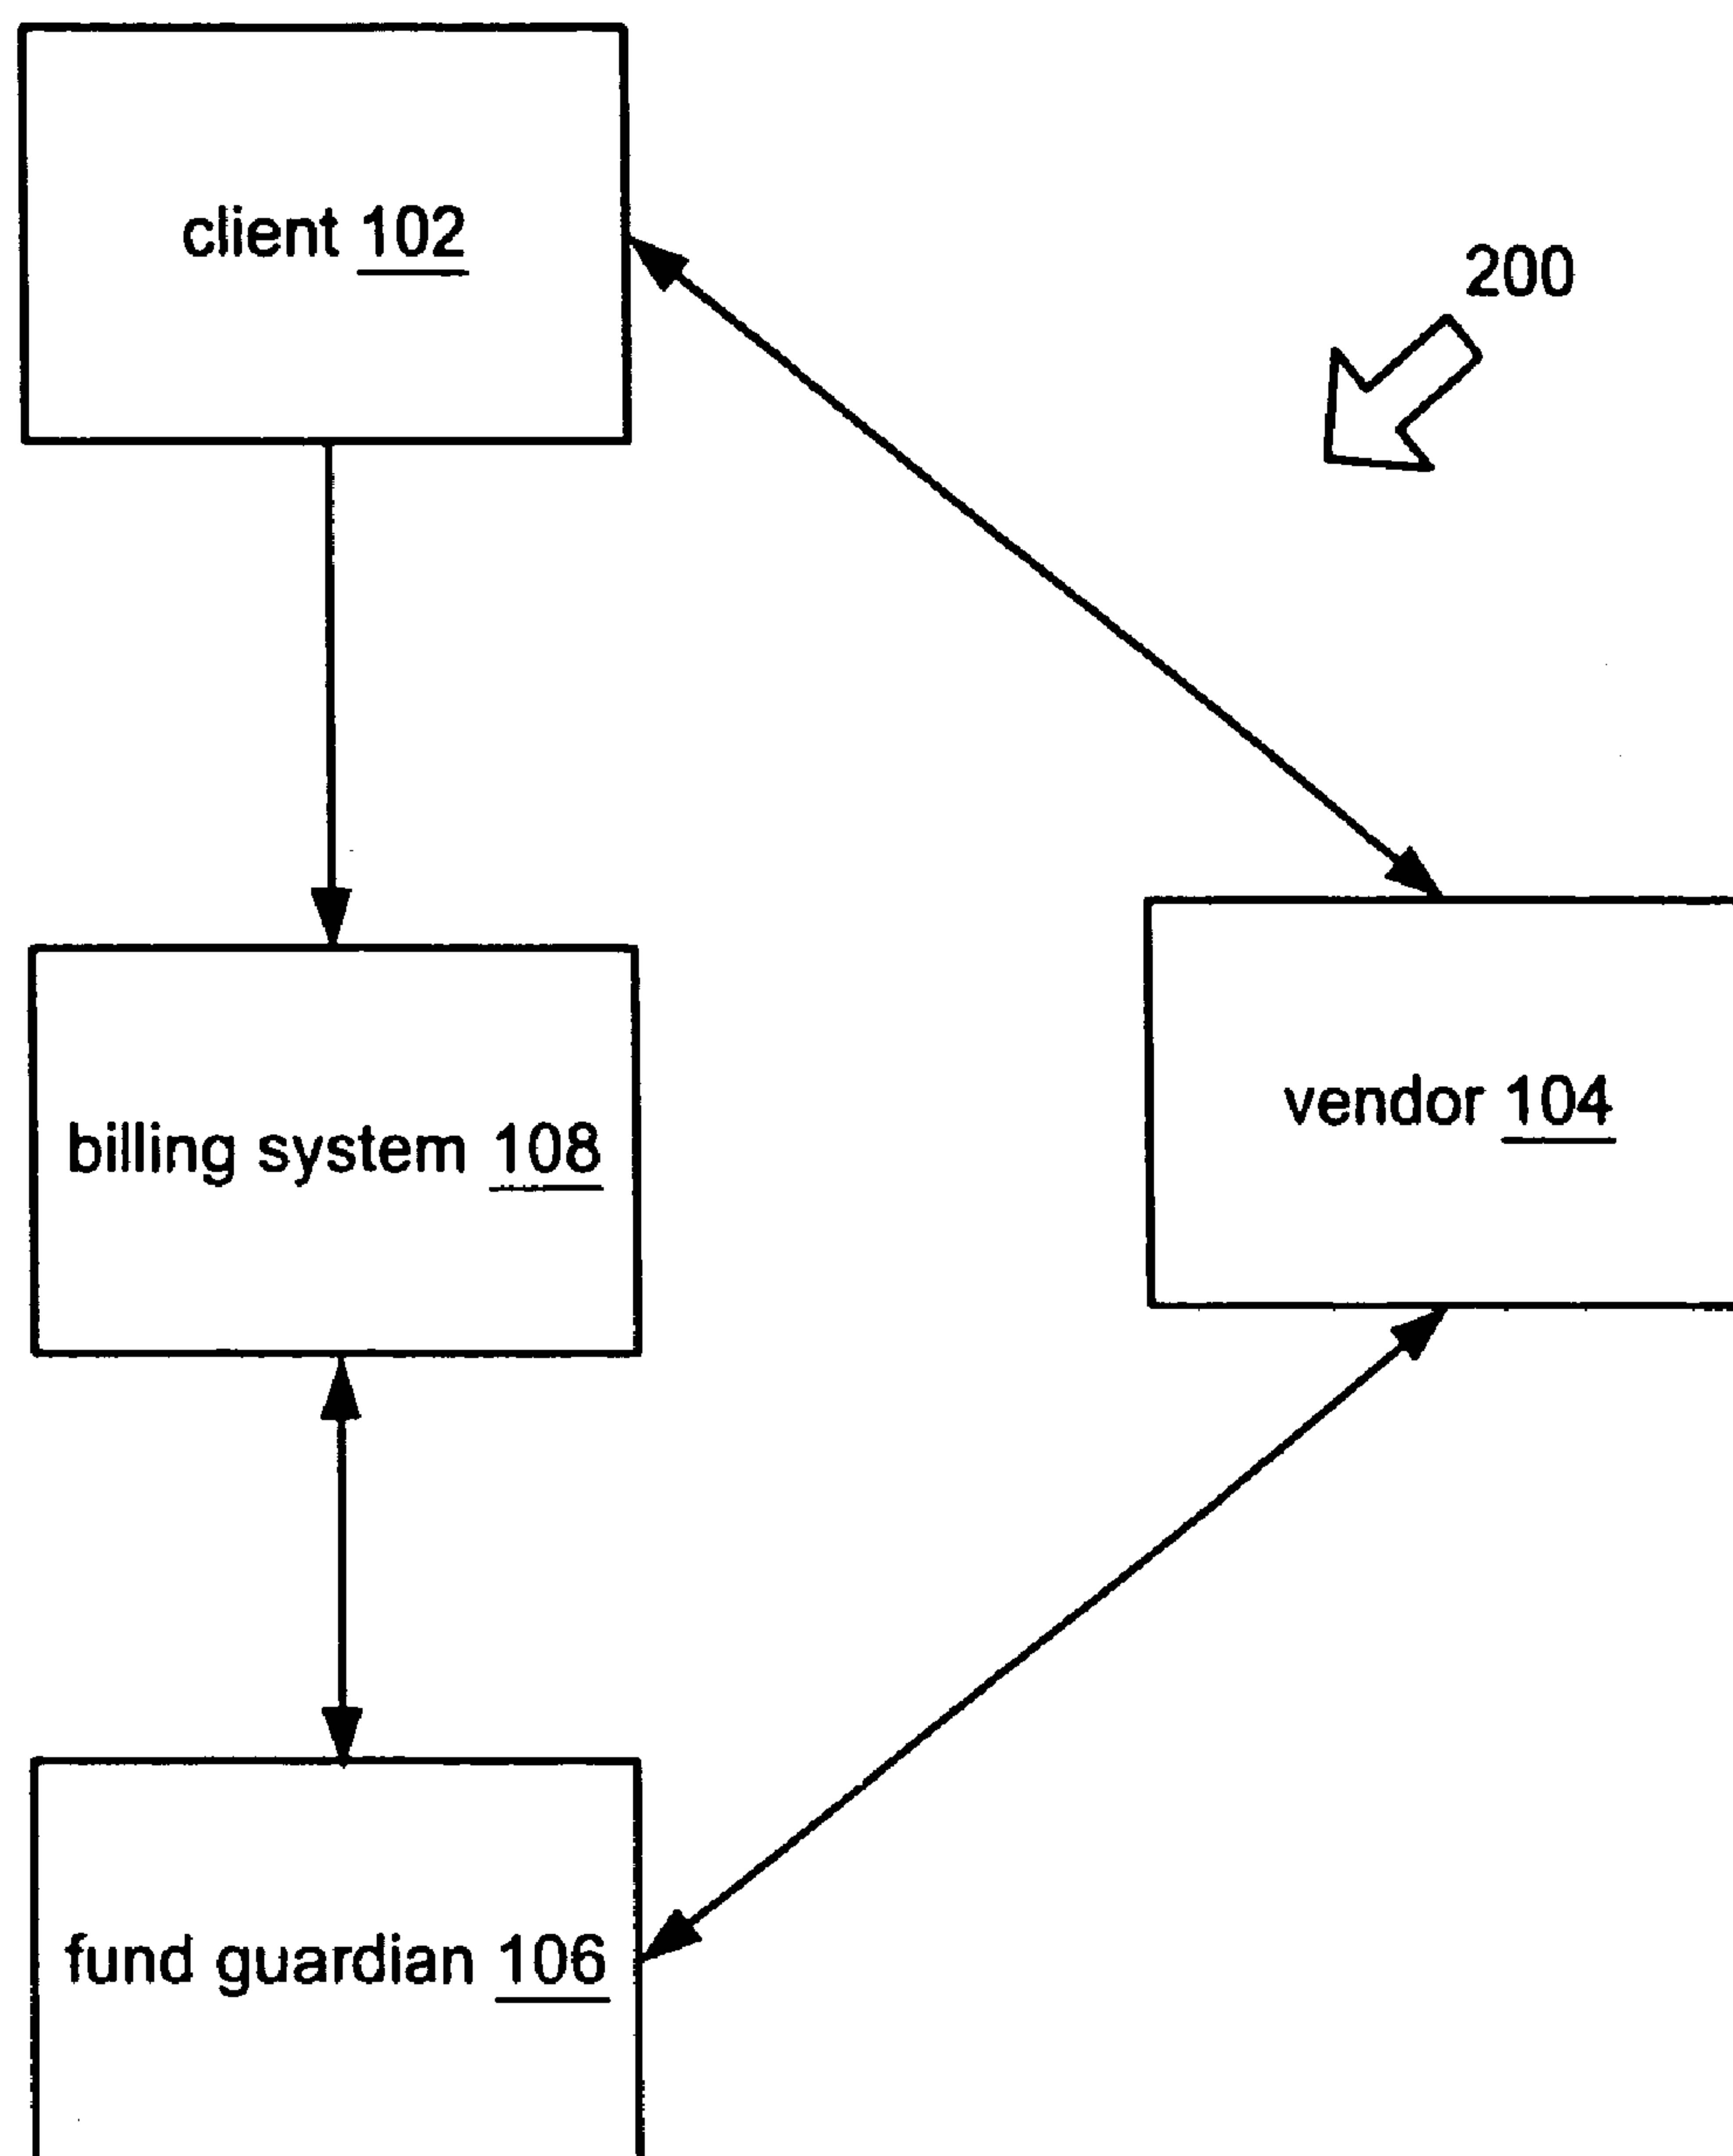 client 102
200
vendor 104
billing system 108
fund guardian 106